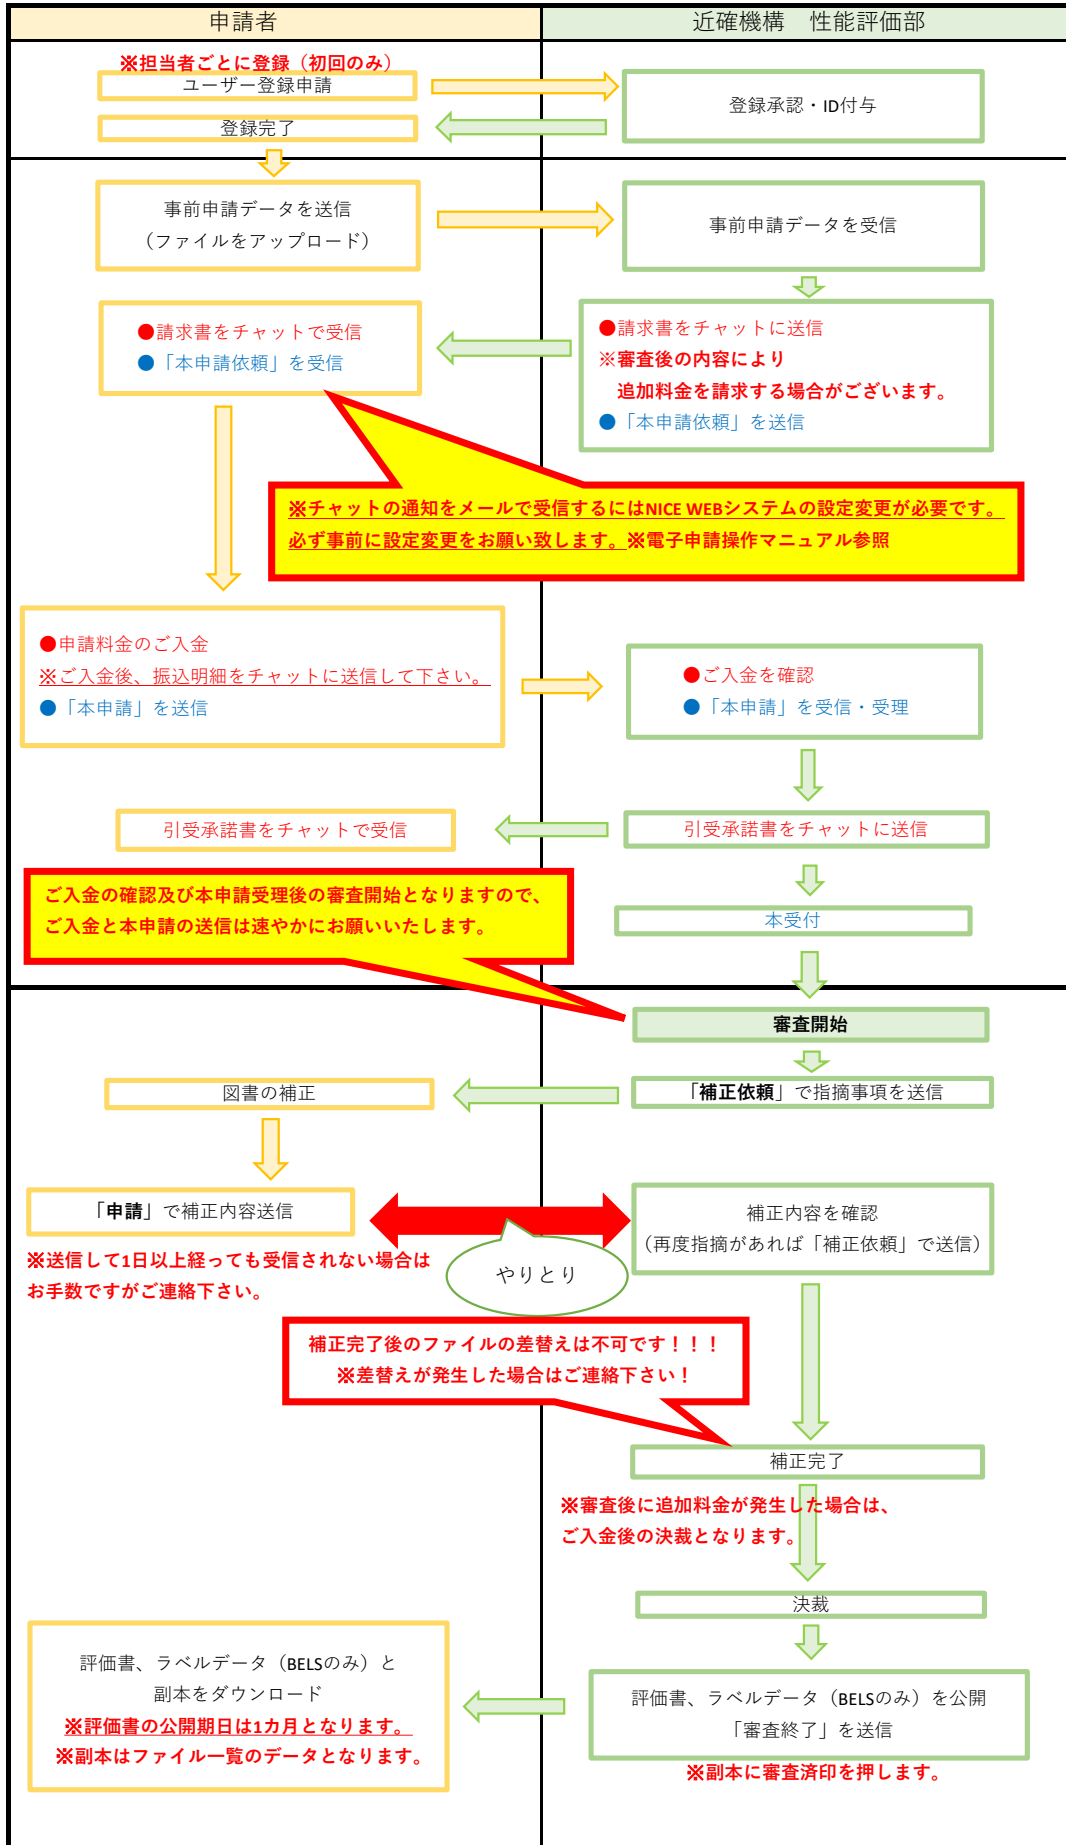 申請者
近確機構　性能評価部
※担当者ごとに登録（初回のみ）
ユーザー登録申請
登録承認・ID付与
登録完了
事前申請データを送信
（ファイルをアップロード）
事前申請データを受信
●請求書をチャットで受信
●「本申請依頼」を受信
●請求書をチャットに送信
※審査後の内容により
追加料金を請求する場合がございます。
●「本申請依頼」を送信
※チャットの通知をメールで受信するにはNICE WEBシステムの設定変更が必要です。
必ず事前に設定変更をお願い致します。※電子申請操作マニュアル参照
●申請料金のご入金
※ご入金後、振込明細をチャットに送信して下さい。
●「本申請」を送信
●ご入金を確認
●「本申請」を受信・受理
引受承諾書をチャットで受信
引受承諾書をチャットに送信
ご入金の確認及び本申請受理後の審査開始となりますので、
ご入金と本申請の送信は速やかにお願いいたします。
本受付
審査開始
「補正依頼」で指摘事項を送信
図書の補正
「申請」で補正内容送信
※送信して1日以上経っても受信されない場合は
お手数ですがご連絡下さい。
やりとり
補正内容を確認
（再度指摘があれば「補正依頼」で送信）
補正完了後のファイルの差替えは不可です！！！
※差替えが発生した場合はご連絡下さい！
補正完了
※審査後に追加料金が発生した場合は、
ご入金後の決裁となります。
決裁
評価書、ラベルデータ（BELSのみ）と
副本をダウンロード
※評価書の公開期日は1カ月となります。
※副本はファイル一覧のデータとなります。
評価書、ラベルデータ（BELSのみ）を公開
「審査終了」を送信
※副本に審査済印を押します。